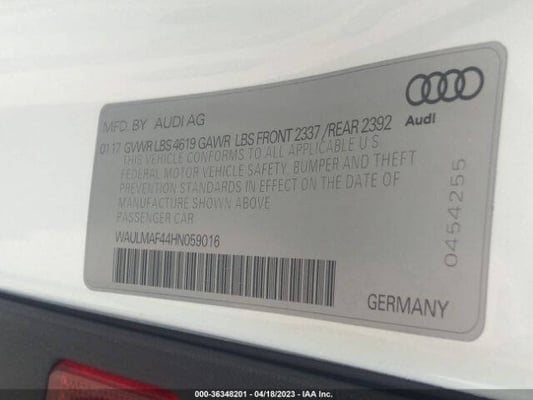 MFD. BY AUDI AG
Audi
01 17 GVWR LBS 4619 GAWR LBS FRONT 2337 /REAR 2392
THIS VEHICLE CONFORMS TO ALL APPLICABLE U S
FEDERAL MOTOR VEHICLE SAFETY, BUMPER AND THEFT
PREVENTION STANDARDS IN EFFECT ON THE DATE OF
MANUFACTURE SHOWN ABOVE
PASSENGER CAR
WAULMAF44HN059016
0454255
GERMANY
000-36348201 - 04/18/2023 - IAA Inc.